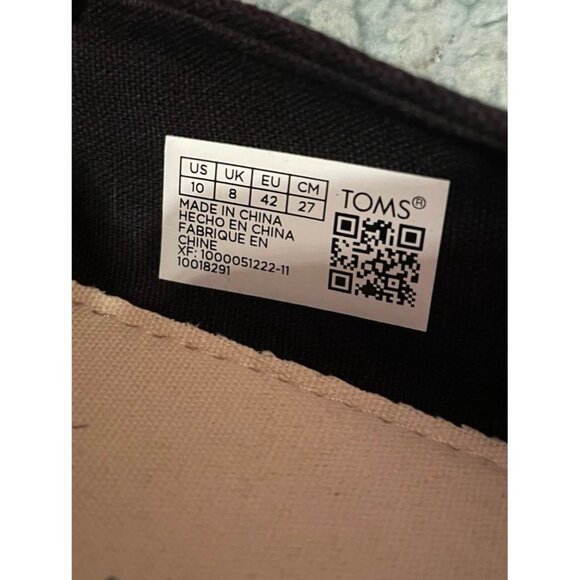 US UK EU CM
10 8 42 27
MADE IN CHINA
HECHO EN CHINA
FABRIQUE EN
CHINE
XF: 1000051222-11
10018291
TOMS®